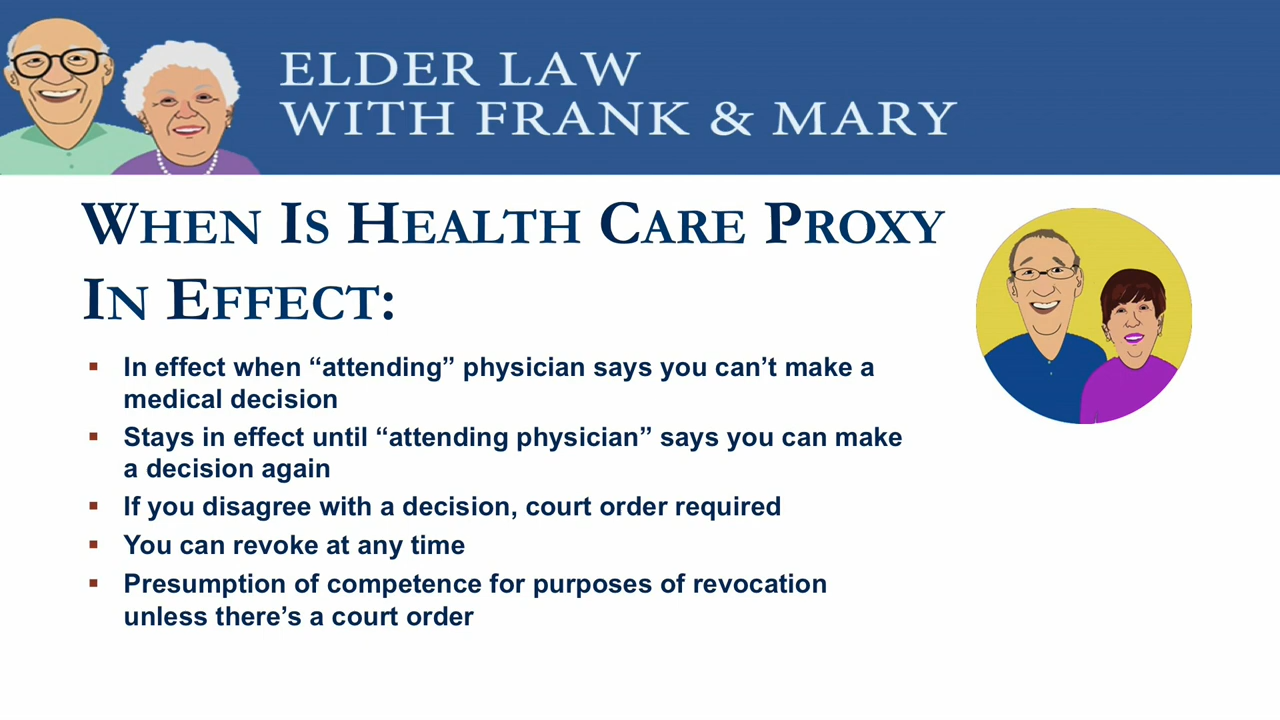 ELDER LAW
WITH FRANK & MARY
WHEN IS HEALTH CARE PROXY
IN EFFECT:
▪ In effect when “attending” physician says you can’t make a
medical decision
▪ Stays in effect until “attending physician” says you can make
a decision again
▪ If you disagree with a decision, court order required
▪ You can revoke at any time
▪ Presumption of competence for purposes of revocation
unless there’s a court order